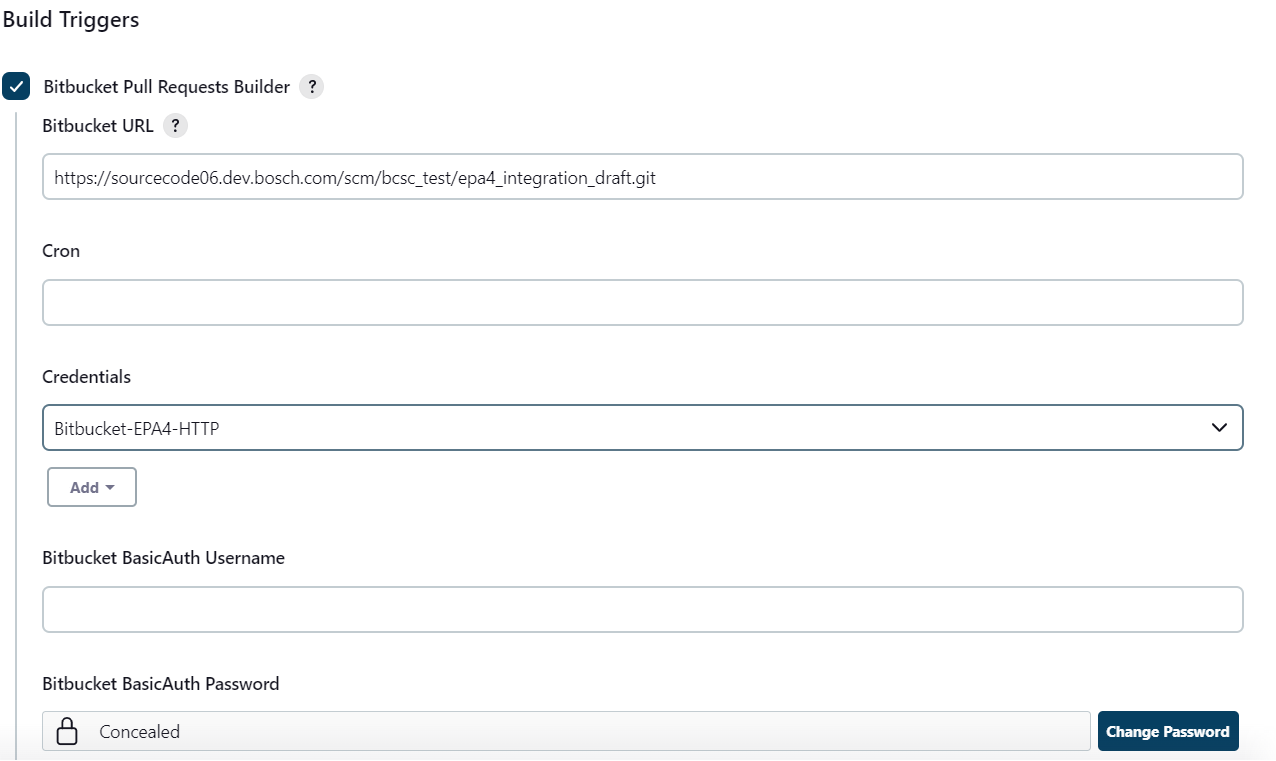 Build Triggers
Bitbucket Pull Requests Builder ?
Bitbucket URL ?
https://sourcecode06.dev.bosch.com/scm/bcsc_test/epa4_integration_draft.git
Cron
Credentials
Bitbucket-EPA4-HTTP
Add
Bitbucket BasicAuth Username
Bitbucket BasicAuth Password
Concealed Change Password